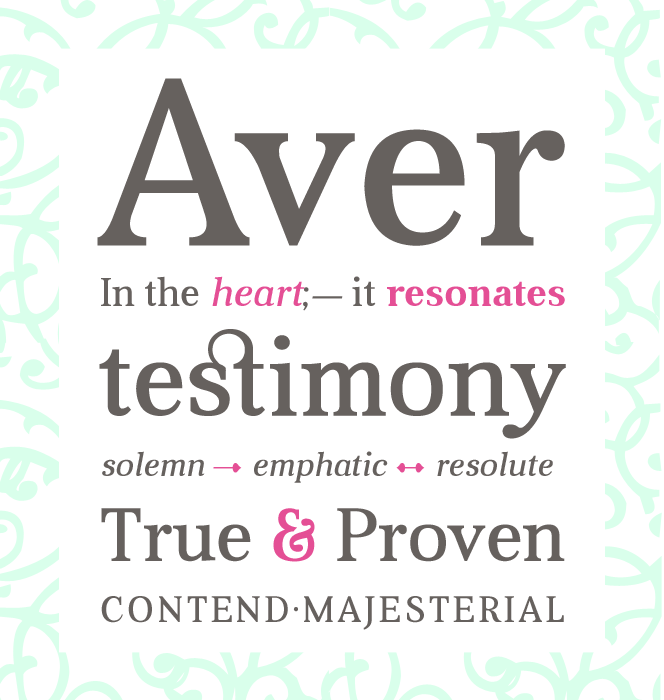 Aver
In the heart;— it resonates
testimony
solemn → emphatic ↔ resolute
True & Proven
CONTEND·MAJESTERIAL